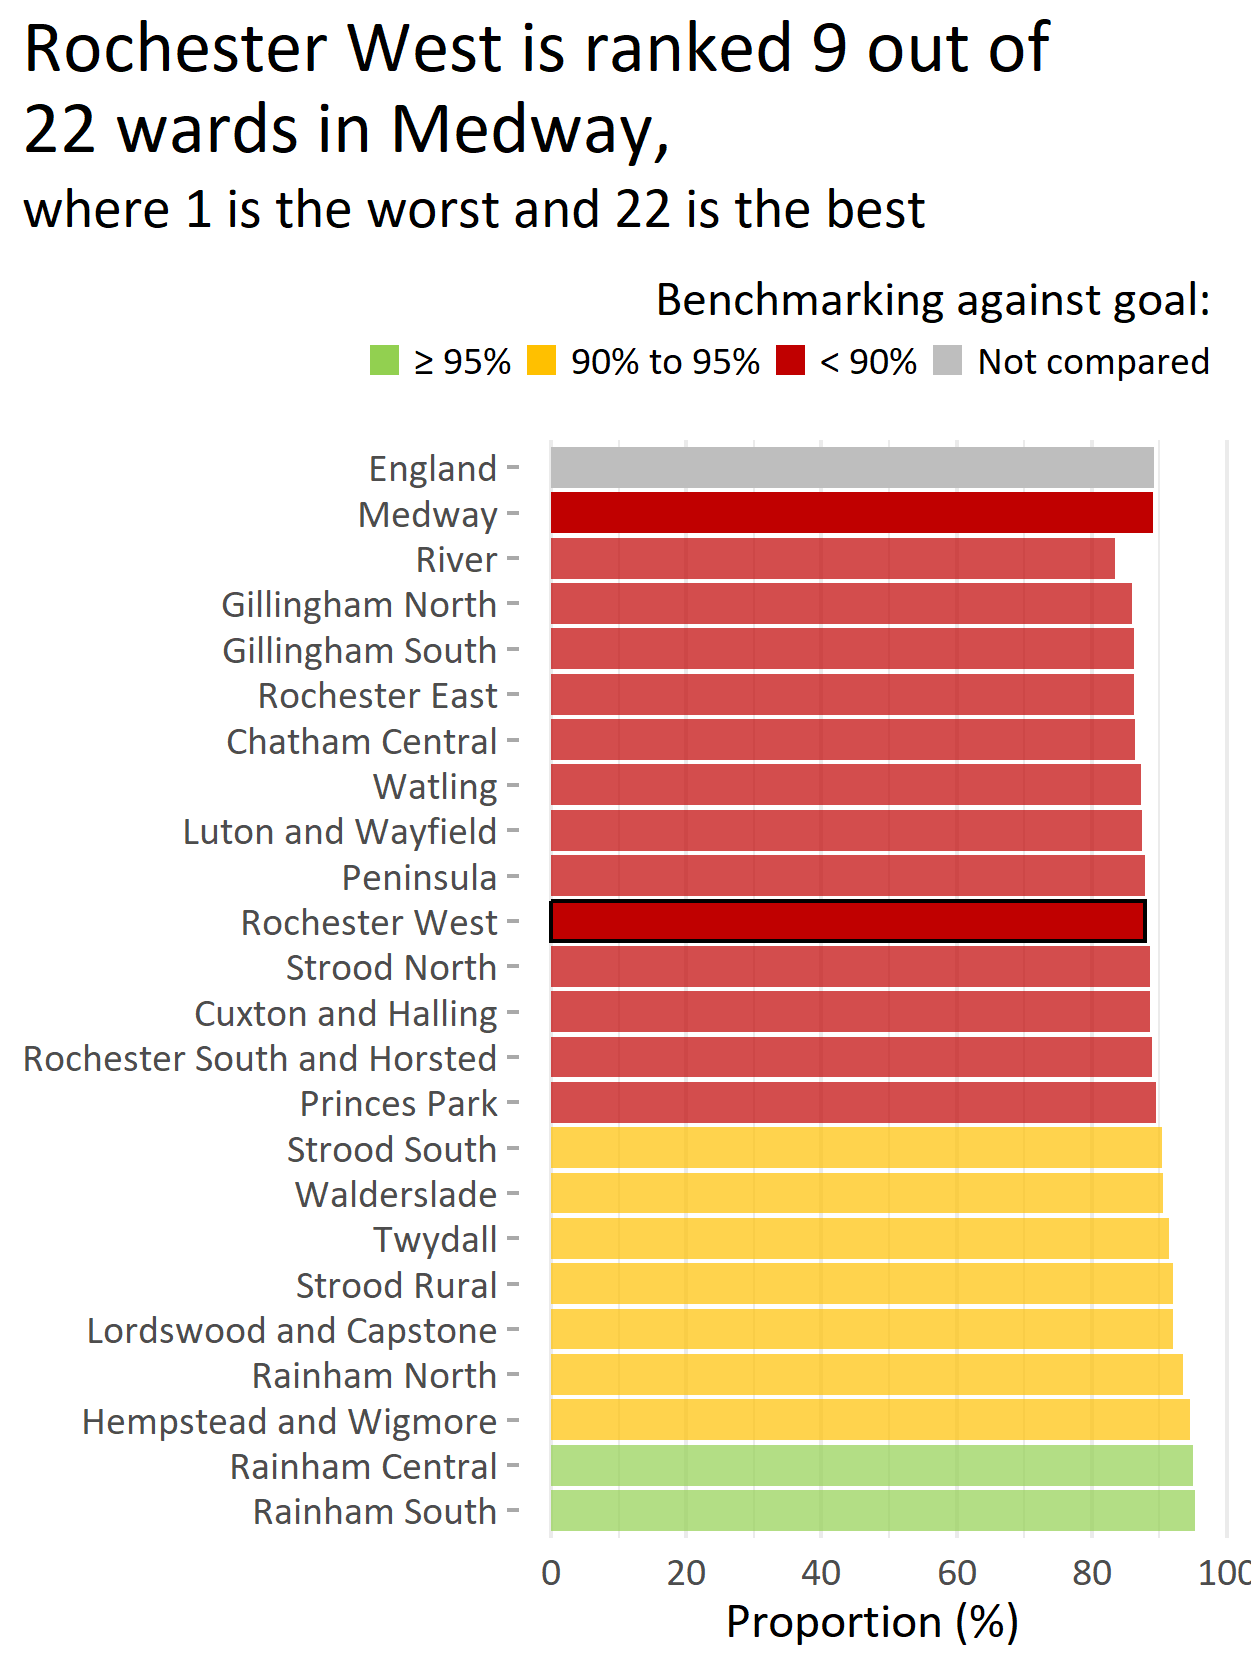 Rochester West is ranked 9 out of
22 wards in Medway,
where 1 is the worst and 22 is the best
Benchmarking against goal:
≥ 95% 90% to 95% < 90% Not compared
England
Medway
River
Gillingham North
Gillingham South
Rochester East
Chatham Central
Watling
Luton and Wayfield
Peninsula
Rochester West
Strood North
Cuxton and Halling
Rochester South and Horsted
Princes Park
Strood South
Walderslade
Twydall
Strood Rural
Lordswood and Capstone
Rainham North
Hempstead and Wigmore
Rainham Central
Rainham South
0 20 40 60 80 100
Proportion (%)